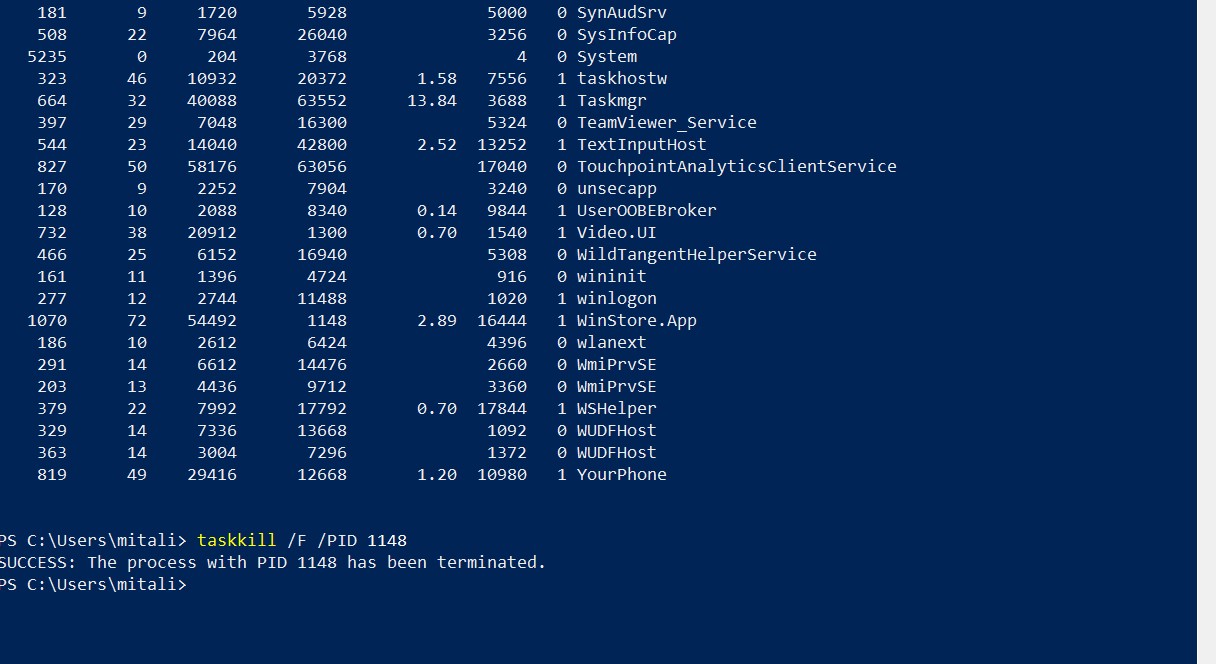 181 9 1720 5928 5000 0 SynAudSrv
508 22 7964 26040 3256 0 SysInfoCap
5235 0 204 3768 4 0 System
323 46 10932 20372 1.58 7556 1 taskhostw
664 32 40088 63552 13.84 3688 1 Taskmgr
397 29 7048 16300 5324 0 TeamViewer_Service
544 23 14040 42800 2.52 13252 1 TextInputHost
827 50 58176 63056 17040 0 TouchpointAnalyticsClientService
170 9 2252 7904 3240 0 unsecapp
128 10 2088 8340 0.14 9844 1 UserOOBEBroker
732 38 20912 1300 0.70 1540 1 Video.UI
466 25 6152 16940 5308 0 WildTangentHelperService
161 11 1396 4724 916 0 wininit
277 12 2744 11488 1020 1 winlogon
1070 72 54492 1148 2.89 16444 1 WinStore.App
186 10 2612 6424 4396 0 wlanext
291 14 6612 14476 2660 0 WmiPrvSE
203 13 4436 9712 3360 0 WmiPrvSE
379 22 7992 17792 0.70 17844 1 WSHelper
329 14 7336 13668 1092 0 WUDFHost
363 14 3004 7296 1372 0 WUDFHost
819 49 29416 12668 1.20 10980 1 YourPhone
PS C:\Users\mitali> taskkill /F /PID 1148
SUCCESS: The process with PID 1148 has been terminated.
PS C:\Users\mitali>